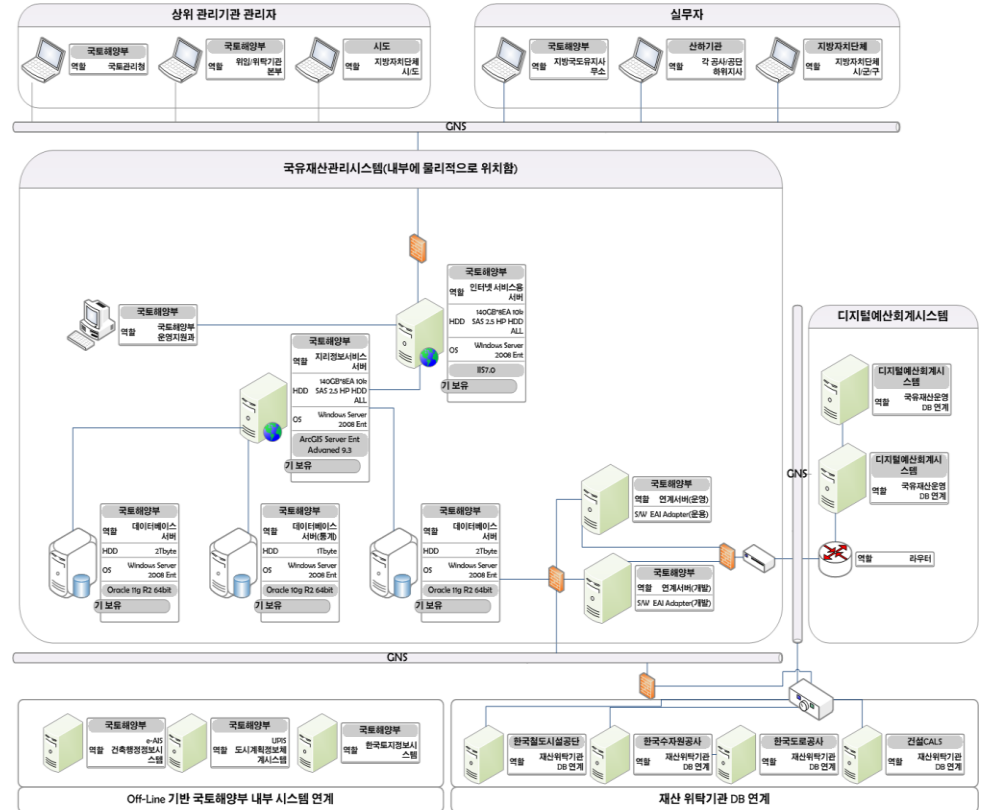 상위 관리기관 관리자
국토해양부
역할 국토관리청
국토해양부
역할 위임/위탁기관
본부
시도
역할 지방자치단체
시/도
실무자
국토해양부
역할 지방국도유지사
무소
산하기관
역할 각 공사/공단
하위지사
지방자치단체
역할 지방자치단체
시/군/구
GNS
국유재산관리시스템(내부에 물리적으로 위치함)
국토해양부
역할 인터넷 서비스용
서버
HDD 140GB*8EA 10k
SAS 2.5 HP HDD
ALL
OS Windows Server
2008 Ent
IIS7.0
기 보유
국토해양부
역할 국토해양부
운영지원과
국토해양부
역할 지리정보서비스
서버
HDD 140GB*8EA 10k
SAS 2.5 HP HDD
ALL
OS Windows Server
2008 Ent
ArcGIS Server Ent
Advaned 9.3
기 보유
국토해양부
역할 데이터베이스
서버
HDD 2Tbyte
OS Windows Server
2008 Ent
Oracle 11g R2 64bit
기 보유
국토해양부
역할 데이터베이스
서버(통계)
HDD 1Tbyte
OS Windows Server
2008 Ent
Oracle 10g R2 64bit
기 보유
국토해양부
역할 데이터베이스
서버
HDD 2Tbyte
OS Windows Server
2008 Ent
Oracle 11g R2 64bit
기 보유
국토해양부
역할 연계서버(운영)
S/W EAI Adapter(운용)
국토해양부
역할 연계서버(개발)
S/W EAI Adapter(개발)
GNS
디지털예산회계시스템
디지털예산회계시
스템
역할 국유재산운영
DB 연계
디지털예산회계시
스템
역할 국유재산운영
DB 연계
역할 라우터
GNS
국토해양부
역할 e-AIS
건축행정정보시
스템
국토해양부
역할 UPIS
도시계획정보체
계시스템
국토해양부
역할 한국토지정보시
스템
Off-Line 기반 국토해양부 내부 시스템 연계
한국철도시설공단
역할 재산위탁기관
DB 연계
한국수자원공사
역할 재산위탁기관
DB 연계
한국도로공사
역할 재산위탁기관
DB 연계
건설CALS
역할 재산위탁기관
DB 연계
재산 위탁기관 DB 연계